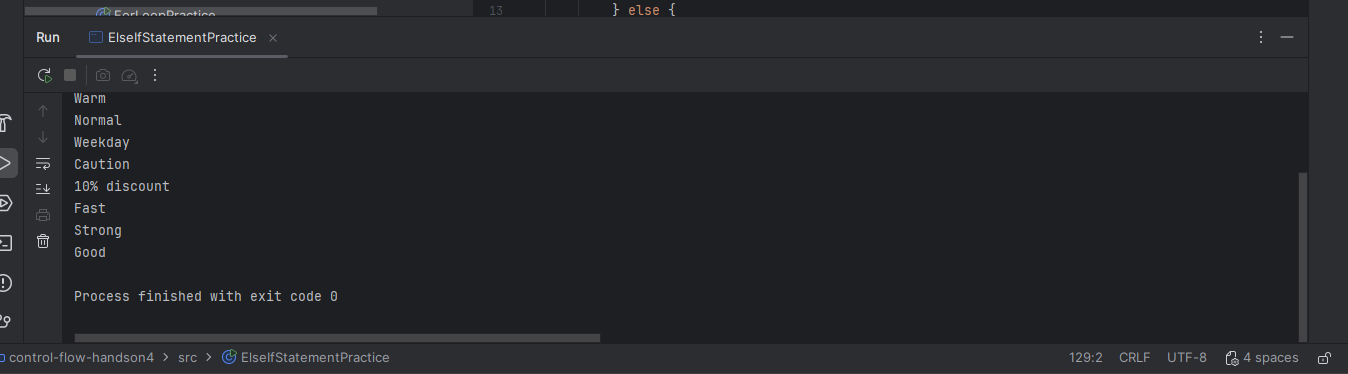 ForLoopPractice
13 } else {
Run ElseIfStatementPractice
Warm
Normal
Weekday
Caution
10% discount
Fast
Strong
Good
Process finished with exit code 0
control-flow-handson4 > src > ElseIfStatementPractice 129:2 CRLF UTF-8 4 spaces